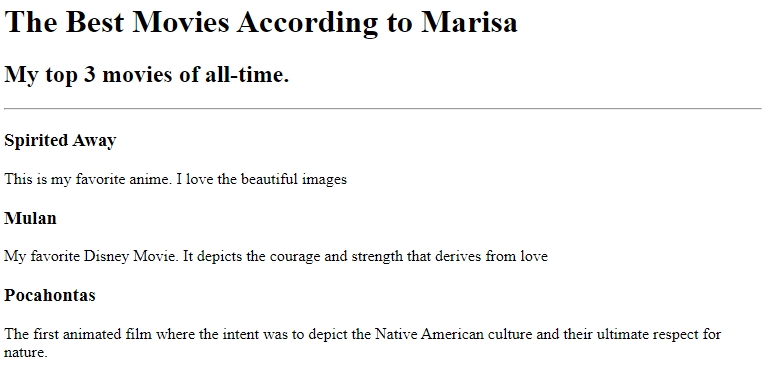 The Best Movies According to Marisa
My top 3 movies of all-time.
Spirited Away
This is my favorite anime. I love the beautiful images
Mulan
My favorite Disney Movie. It depicts the courage and strength that derives from love
Pocahontas
The first animated film where the intent was to depict the Native American culture and their ultimate respect for
nature.